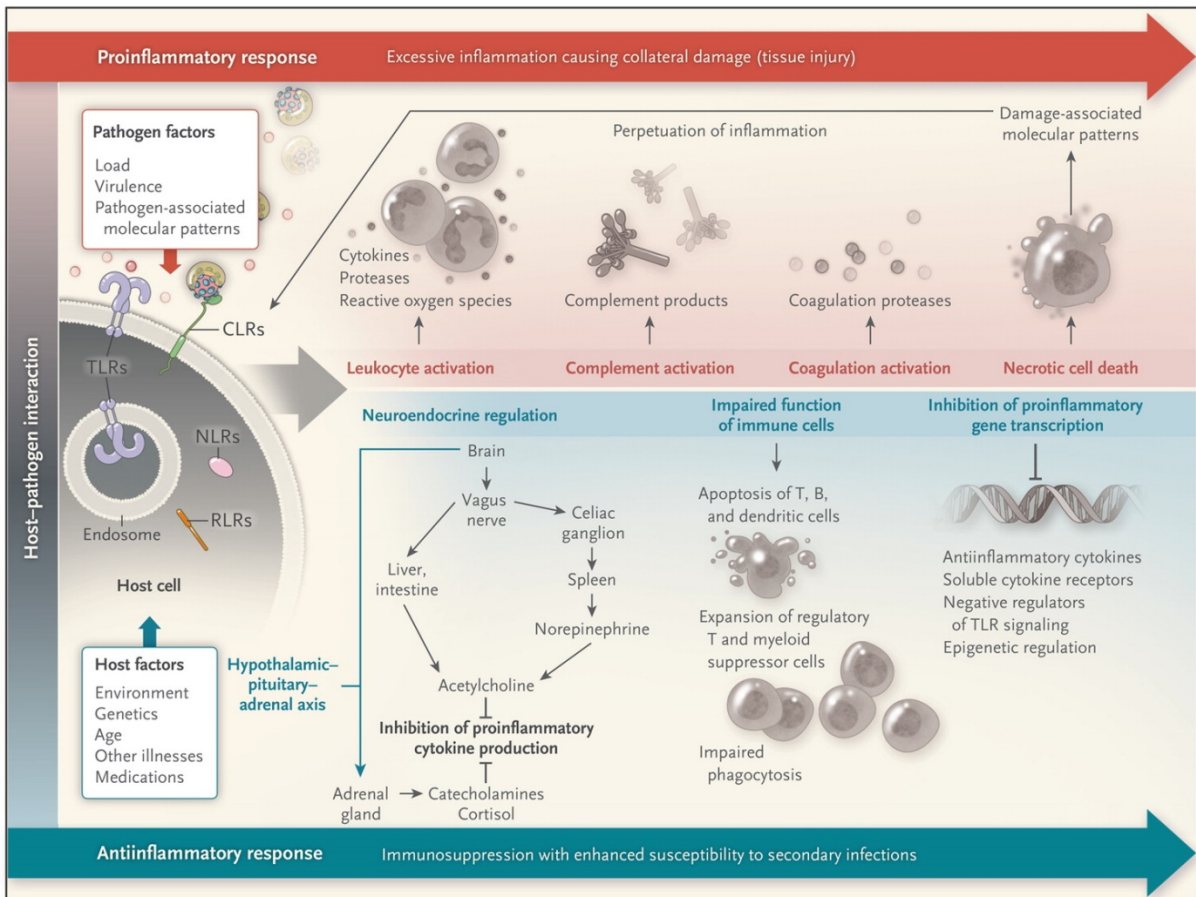 Proinflammatory response
Excessive inflammation causing collateral damage (tissue injury)
Pathogen factors
Load
Virulence
Pathogen-associated
molecular patterns
Perpetuation of inflammation
Damage-associated
molecular patterns
Cytokines
Proteases
Reactive oxygen species
Complement products
Coagulation proteases
CLRs
TLRs
NLRs
RLRs
Endosome
Host cell
Host–pathogen interaction
Leukocyte activation
Complement activation
Coagulation activation
Necrotic cell death
Neuroendocrine regulation
Brain
Vagus
nerve
Celiac
ganglion
Liver,
intestine
Spleen
Norepinephrine
Acetylcholine
Inhibition of proinflammatory
cytokine production
Hypothalamic–
pituitary–
adrenal axis
Adrenal
gland
Catecholamines
Cortisol
Impaired function
of immune cells
Apoptosis of T, B,
and dendritic cells
Expansion of regulatory
T and myeloid
suppressor cells
Impaired
phagocytosis
Inhibition of proinflammatory
gene transcription
Antiinflammatory cytokines
Soluble cytokine receptors
Negative regulators
of TLR signaling
Epigenetic regulation
Host factors
Environment
Genetics
Age
Other illnesses
Medications
Antiinflammatory response
Immunosuppression with enhanced susceptibility to secondary infections